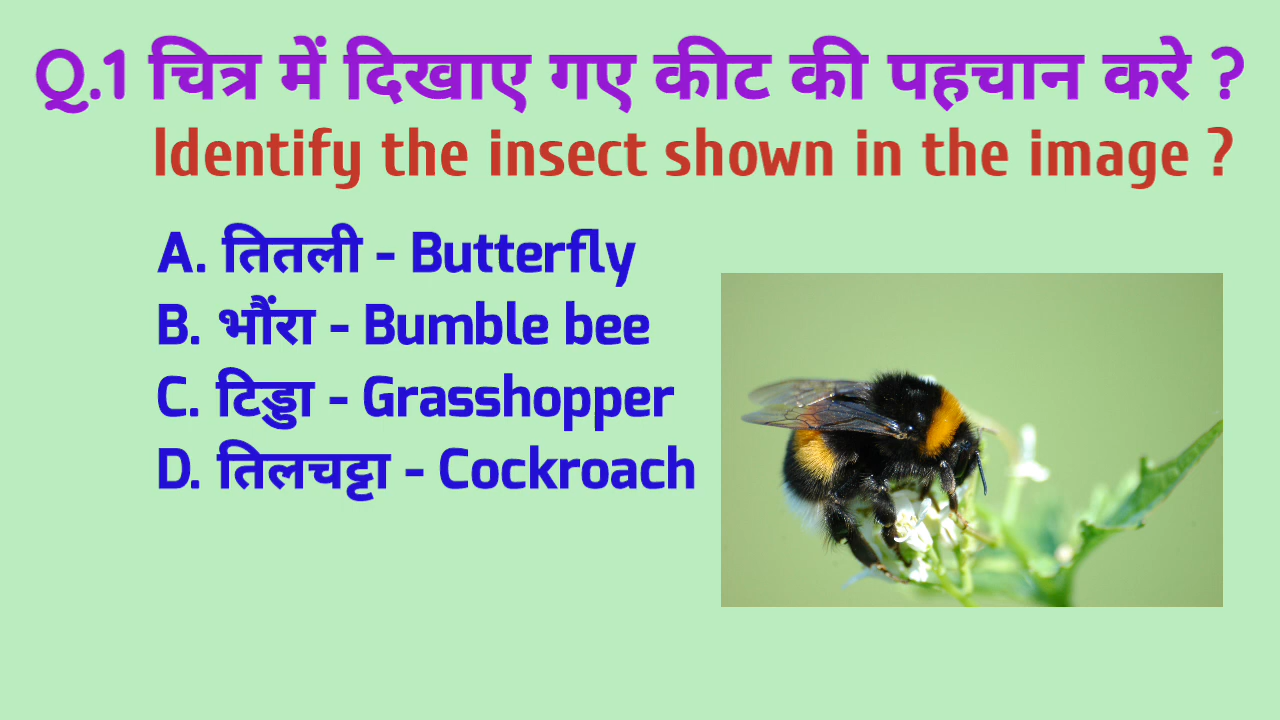 Q.1 चित्र में दिखाए गए कीट की पहचान करे ?
Identify the insect shown in the image ?
A. तितली - Butterfly
B. भौंरा - Bumble bee
C. टिड्डा - Grasshopper
D. तिलचट्टा - Cockroach